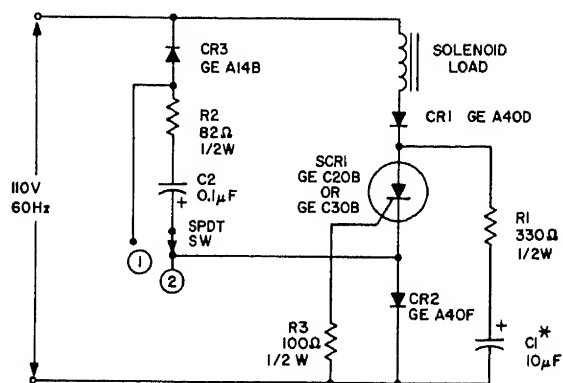 CR3
GE A14B
SOLENOID
LOAD
R2
82Ω
1/2W
CR1 GE A40D
SCR1
GE C20B
OR
GE C30B
110V
60Hz
C2
0.1μF
+
SPDT
SW
R1
330Ω
1/2W
1
2
CR2
GE A40F
R3
100Ω
1/2W
+
C1*
10μF